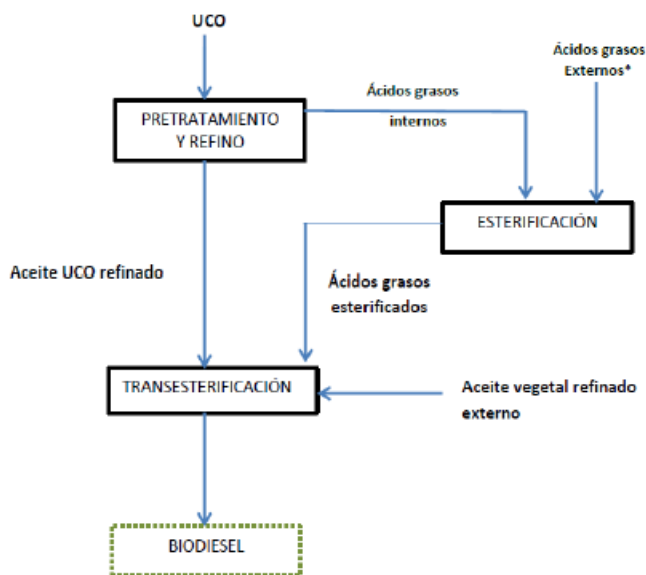 UCO
Ácidos grasos
Externos*
Ácidos grasos
internos
PRETRATAMIENTO
Y REFINO
ESTERIFICACIÓN
Aceite UCO refinado
Ácidos grasos
esterificados
TRANSESTERIFICACIÓN
Aceite vegetal refinado
externo
BIODIESEL